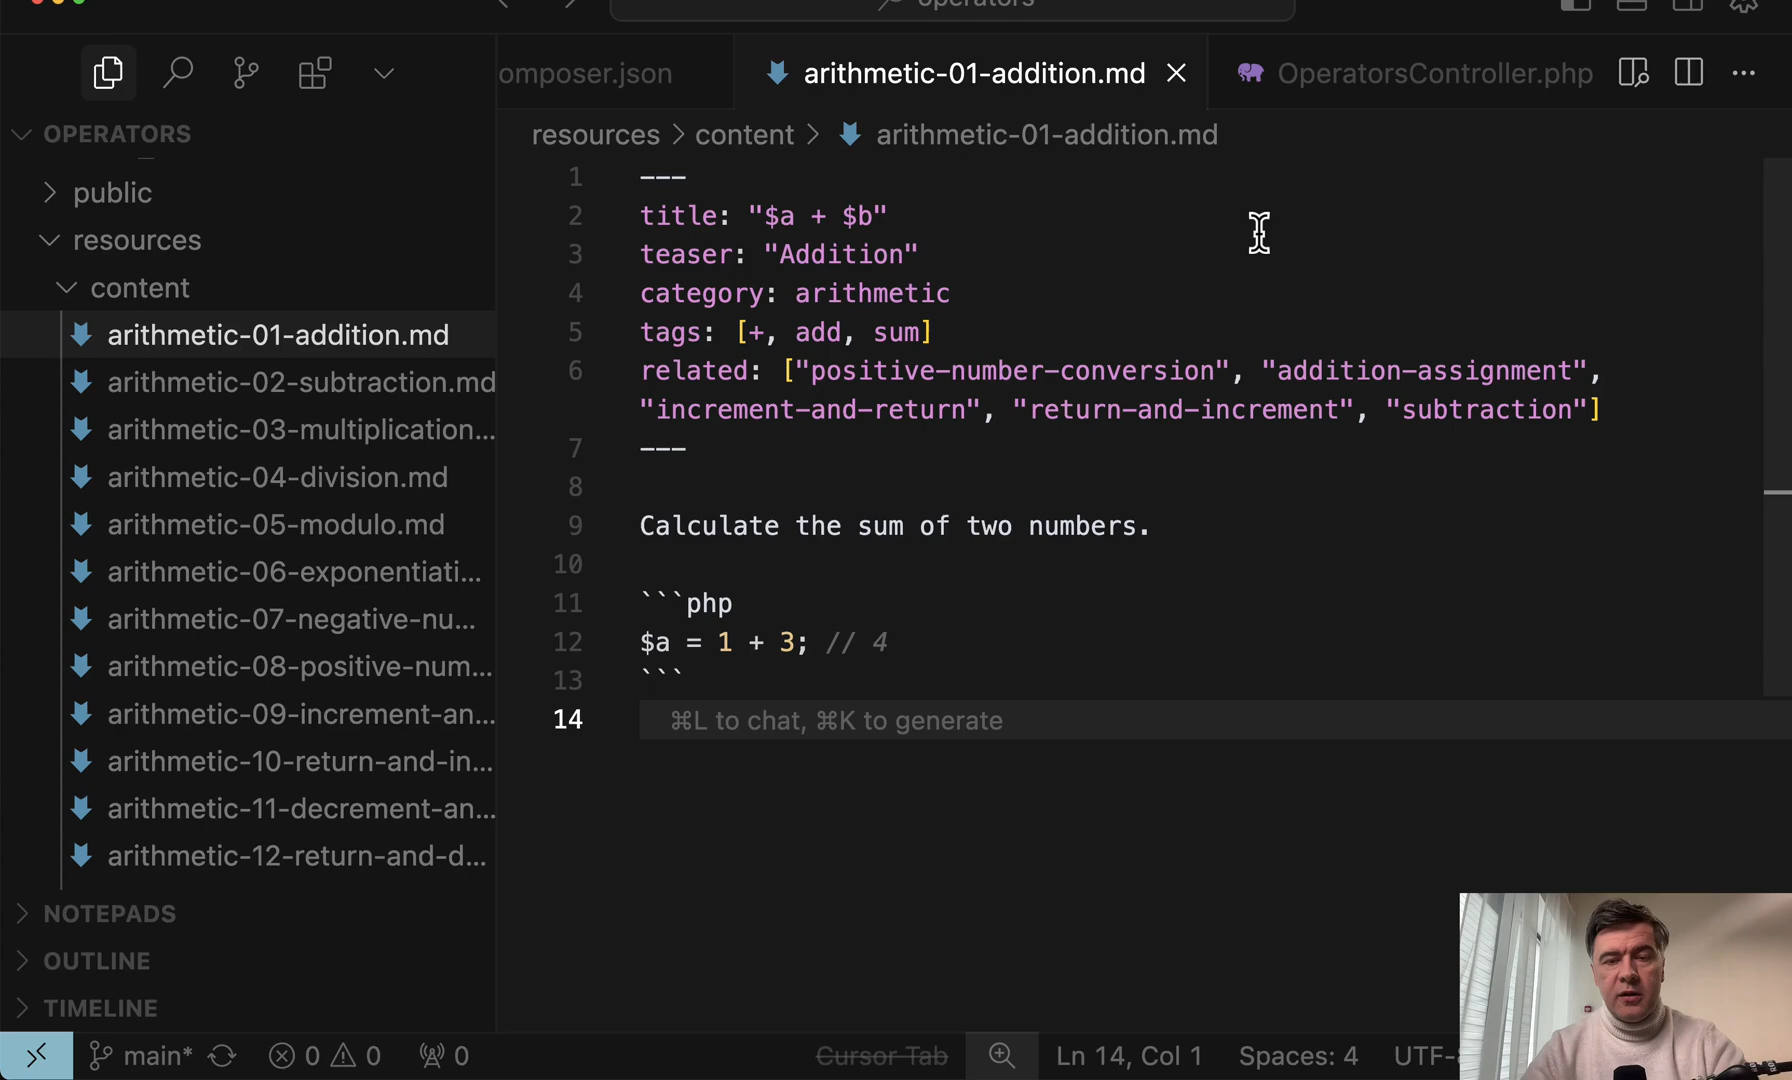 operators
omposer.json
arithmetic-01-addition.md
OperatorsController.php
OPERATORS
public
resources
content
arithmetic-01-addition.md
arithmetic-02-subtraction.md
arithmetic-03-multiplication...
arithmetic-04-division.md
arithmetic-05-modulo.md
arithmetic-06-exponentiati...
arithmetic-07-negative-nu...
arithmetic-08-positive-num...
arithmetic-09-increment-an...
arithmetic-10-return-and-in...
arithmetic-11-decrement-an...
arithmetic-12-return-and-d...
NOTEPADS
OUTLINE
TIMELINE
resources > content > arithmetic-01-addition.md
1 ---
2 title: "$a + $b"
3 teaser: "Addition"
4 category: arithmetic
5 tags: [+, add, sum]
6 related: ["positive-number-conversion", "addition-assignment",
"increment-and-return", "return-and-increment", "subtraction"]
7 ---
8
9 Calculate the sum of two numbers.
10
11 ```php
12 $a = 1 + 3; // 4
13 ```
14 ⌘L to chat, ⌘K to generate
main* 0 0 0 Cursor Tab Ln 14, Col 1 Spaces: 4 UTF-